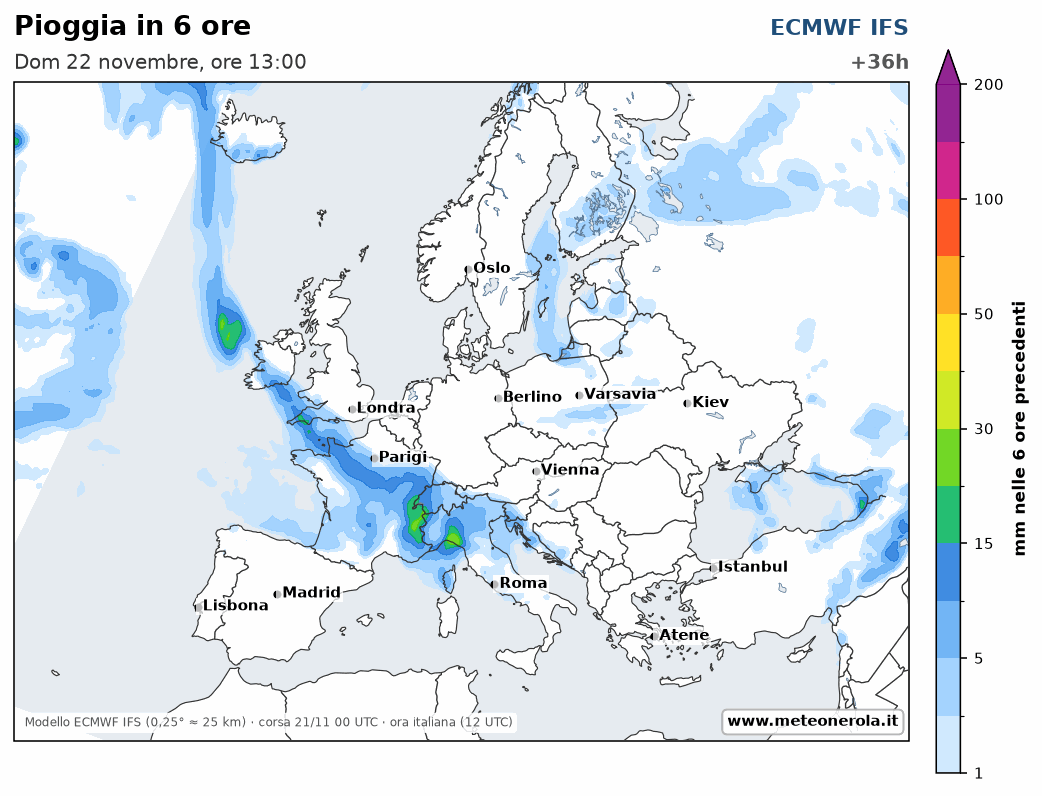 Pioggia in 6 ore
ECMWF IFS
Dom 22 novembre, ore 13:00
+36h
200
100
50
30
15
5
1
mm nelle 6 ore precedenti
Oslo
Londra
Berlino
Varsavia
Kiev
Parigi
Vienna
Istanbul
Roma
Madrid
Lisbona
Atene
Modello ECMWF IFS (0,25° ≈ 25 km) · corsa 21/11 00 UTC · ora italiana (12 UTC)
www.meteonerola.it